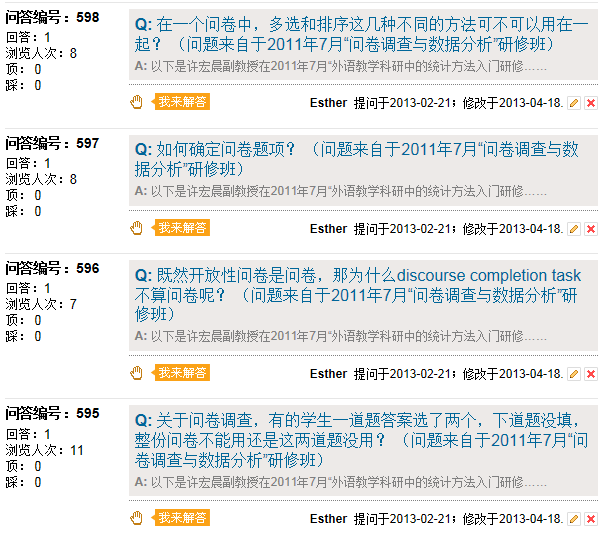 问答编号：598
回答：1
浏览人次：8
顶： 0
踩： 0
Q: 在一个问卷中，多选和排序这几种不同的方法可不可以用在一
起？（问题来自于2011年7月“问卷调查与数据分析”研修班）
A: 以下是许宏晨副教授在2011年7月“外语教学科研中的统计方法入门研修……
我来解答
Esther 提问于2013-02-21；修改于2013-04-18.
问答编号：597
回答：1
浏览人次：8
顶： 0
踩： 0
Q: 如何确定问卷题项？（问题来自于2011年7月“问卷调查与数
据分析”研修班）
A: 以下是许宏晨副教授在2011年7月“外语教学科研中的统计方法入门研修……
我来解答
Esther 提问于2013-02-21；修改于2013-04-18.
问答编号：596
回答：1
浏览人次：7
顶： 0
踩： 0
Q: 既然开放性问卷是问卷，那为什么discourse completion task
不算问卷呢？（问题来自于2011年7月“问卷调查与数据分析”研
修班）
A: 以下是许宏晨副教授在2011年7月“外语教学科研中的统计方法入门研修……
我来解答
Esther 提问于2013-02-21；修改于2013-04-18.
问答编号：595
回答：1
浏览人次：11
顶： 0
踩： 0
Q: 关于问卷调查，有的学生一道题答案选了两个，下道题没填，
整份问卷不能用还是这两道题没用？（问题来自于2011年7月“问
卷调查与数据分析”研修班）
A: 以下是许宏晨副教授在2011年7月“外语教学科研中的统计方法入门研修……
我来解答
Esther 提问于2013-02-21；修改于2013-04-18.